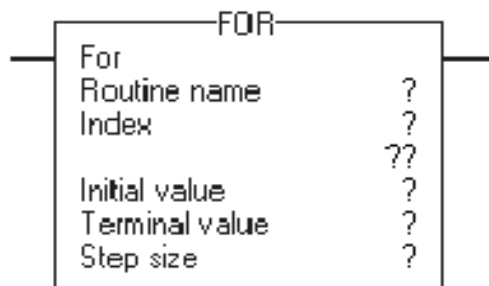 FOR
For
Routine name ?
Index ?
??
Initial value ?
Terminal value ?
Step size ?